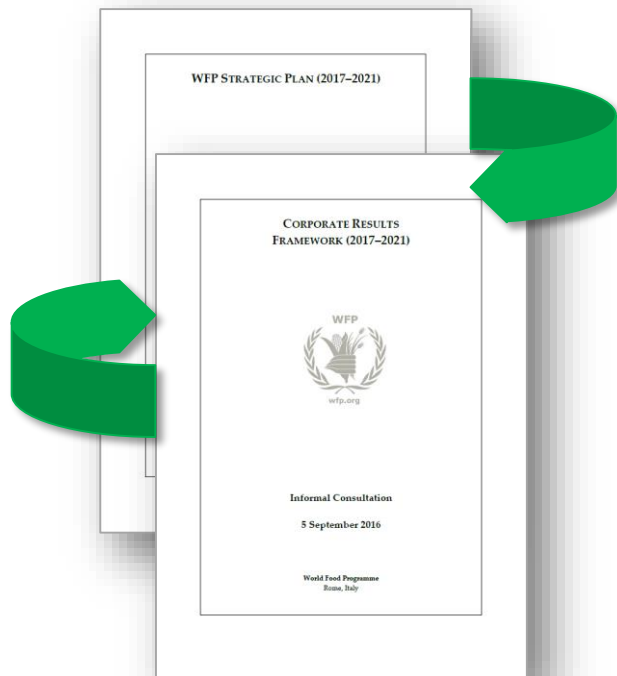 WFP STRATEGIC PLAN (2017–2021)
CORPORATE RESULTS
FRAMEWORK (2017–2021)
WFP
wfp.org
Informal Consultation
5 September 2016
World Food Programme
Rome, Italy